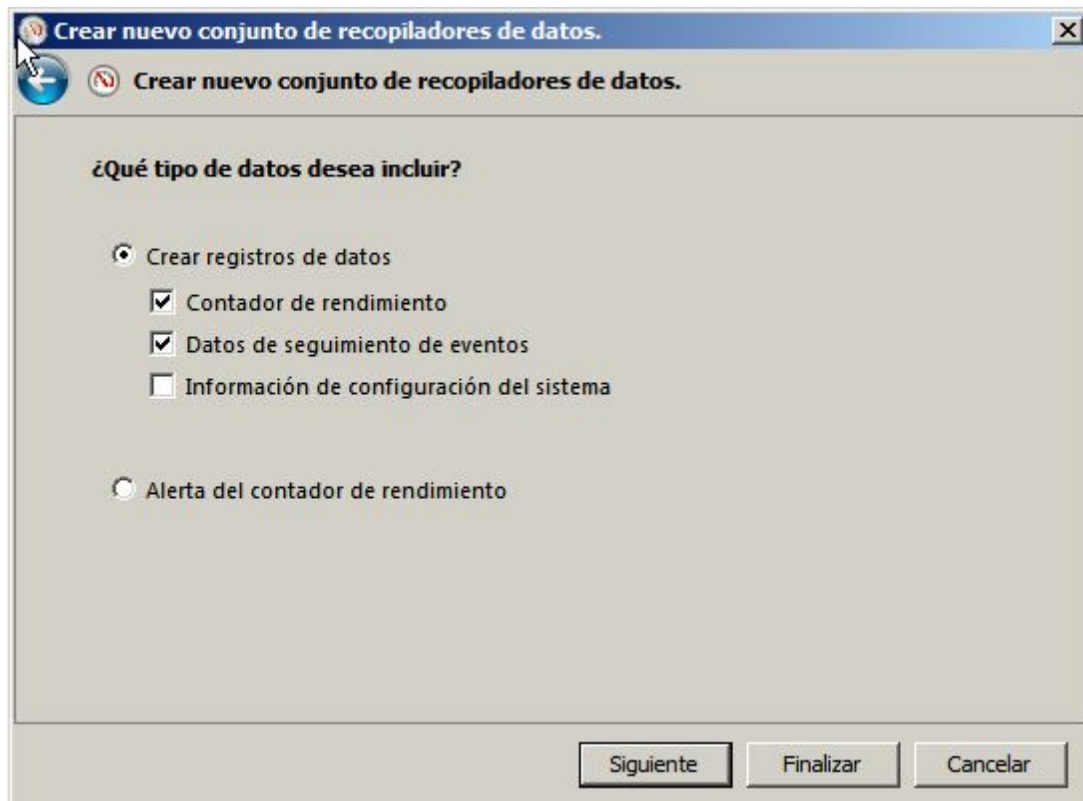 Crear nuevo conjunto de recopiladores de datos.
Crear nuevo conjunto de recopiladores de datos.
¿Qué tipo de datos desea incluir?
Crear registros de datos
Contador de rendimiento
Datos de seguimiento de eventos
Información de configuración del sistema
Alerta del contador de rendimiento
Siguiente Finalizar Cancelar